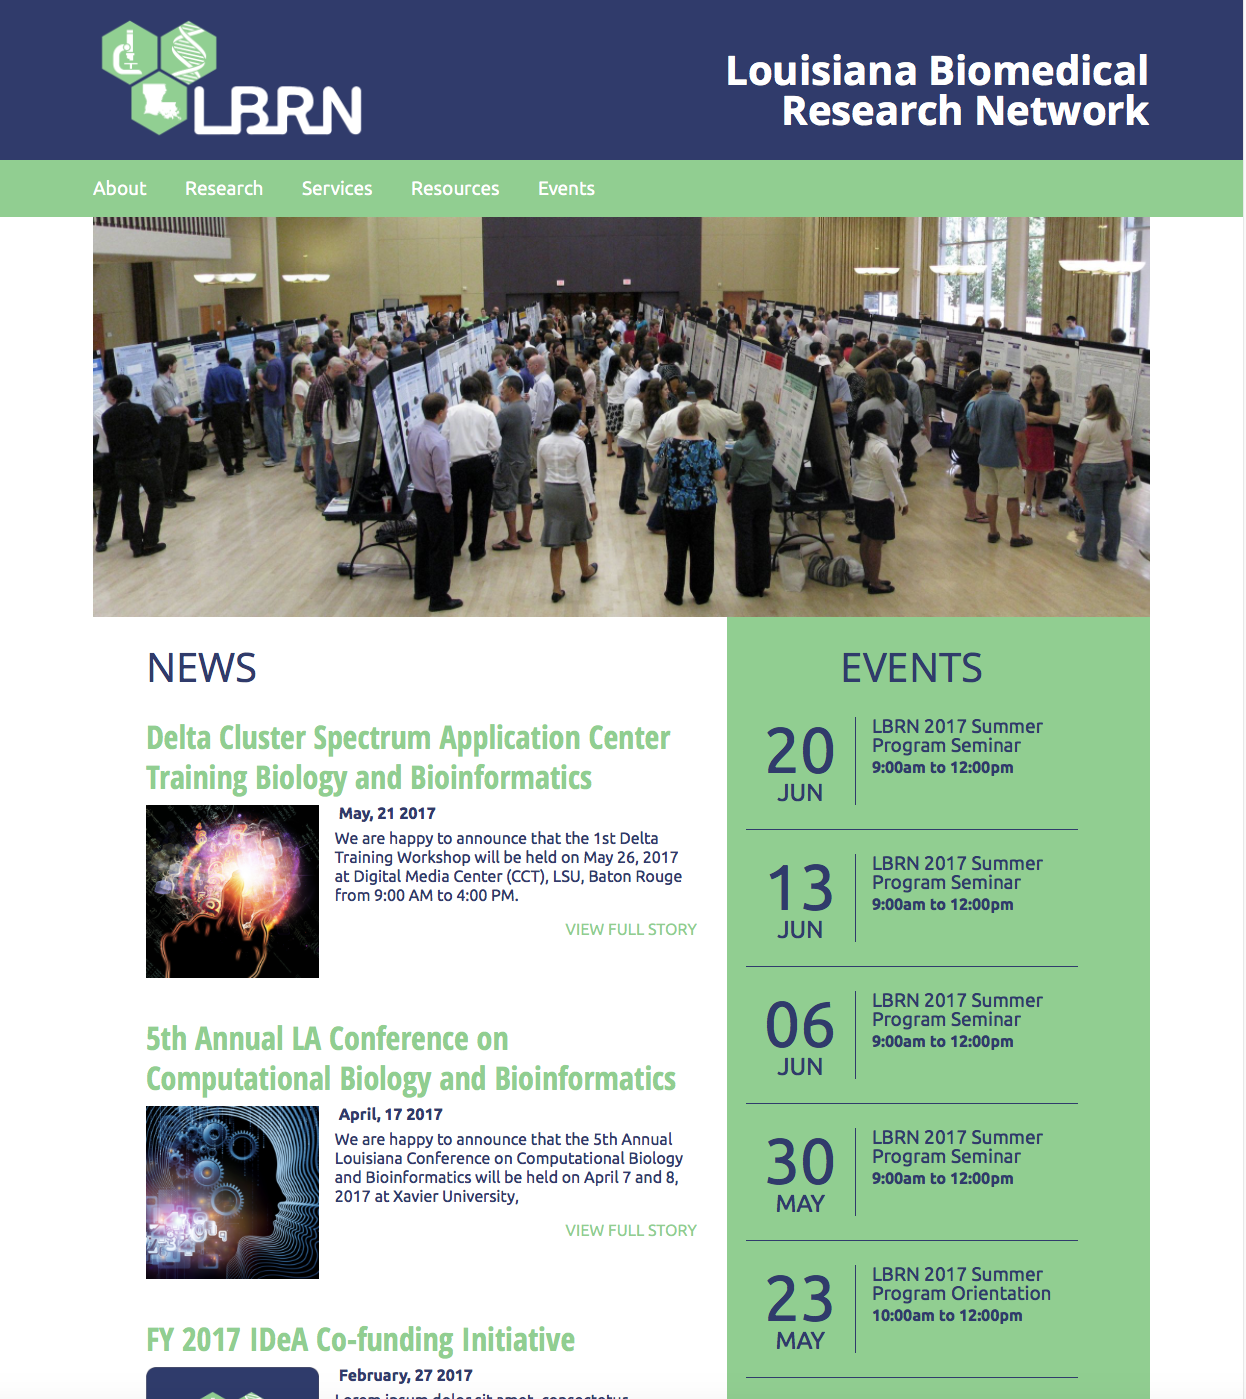 LBRN
Louisiana Biomedical
Research Network
About Research Services Resources Events
NEWS
Delta Cluster Spectrum Application Center
Training Biology and Bioinformatics
May, 21 2017
We are happy to announce that the 1st Delta
Training Workshop will be held on May 26, 2017
at Digital Media Center (CCT), LSU, Baton Rouge
from 9:00 AM to 4:00 PM.
VIEW FULL STORY
5th Annual LA Conference on
Computational Biology and Bioinformatics
April, 17 2017
We are happy to announce that the 5th Annual
Louisiana Conference on Computational Biology
and Bioinformatics will be held on April 7 and 8,
2017 at Xavier University,
VIEW FULL STORY
FY 2017 IDeA Co-funding Initiative
February, 27 2017
Lorem ipsum dolor sit amet, consectetur
EVENTS
20
JUN
LBRN 2017 Summer
Program Seminar
9:00am to 12:00pm
13
JUN
LBRN 2017 Summer
Program Seminar
9:00am to 12:00pm
06
JUN
LBRN 2017 Summer
Program Seminar
9:00am to 12:00pm
30
MAY
LBRN 2017 Summer
Program Seminar
9:00am to 12:00pm
23
MAY
LBRN 2017 Summer
Program Orientation
10:00am to 12:00pm